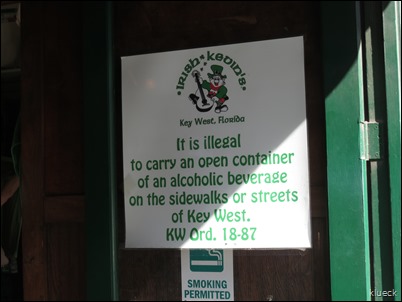 IRISH KEVIN'S
Key West, Florida
It is illegal
to carry an open container
of an alcoholic beverage
on the sidewalks or streets
of Key West.
KW Ord. 18-87
SMOKING
PERMITTED
klueck